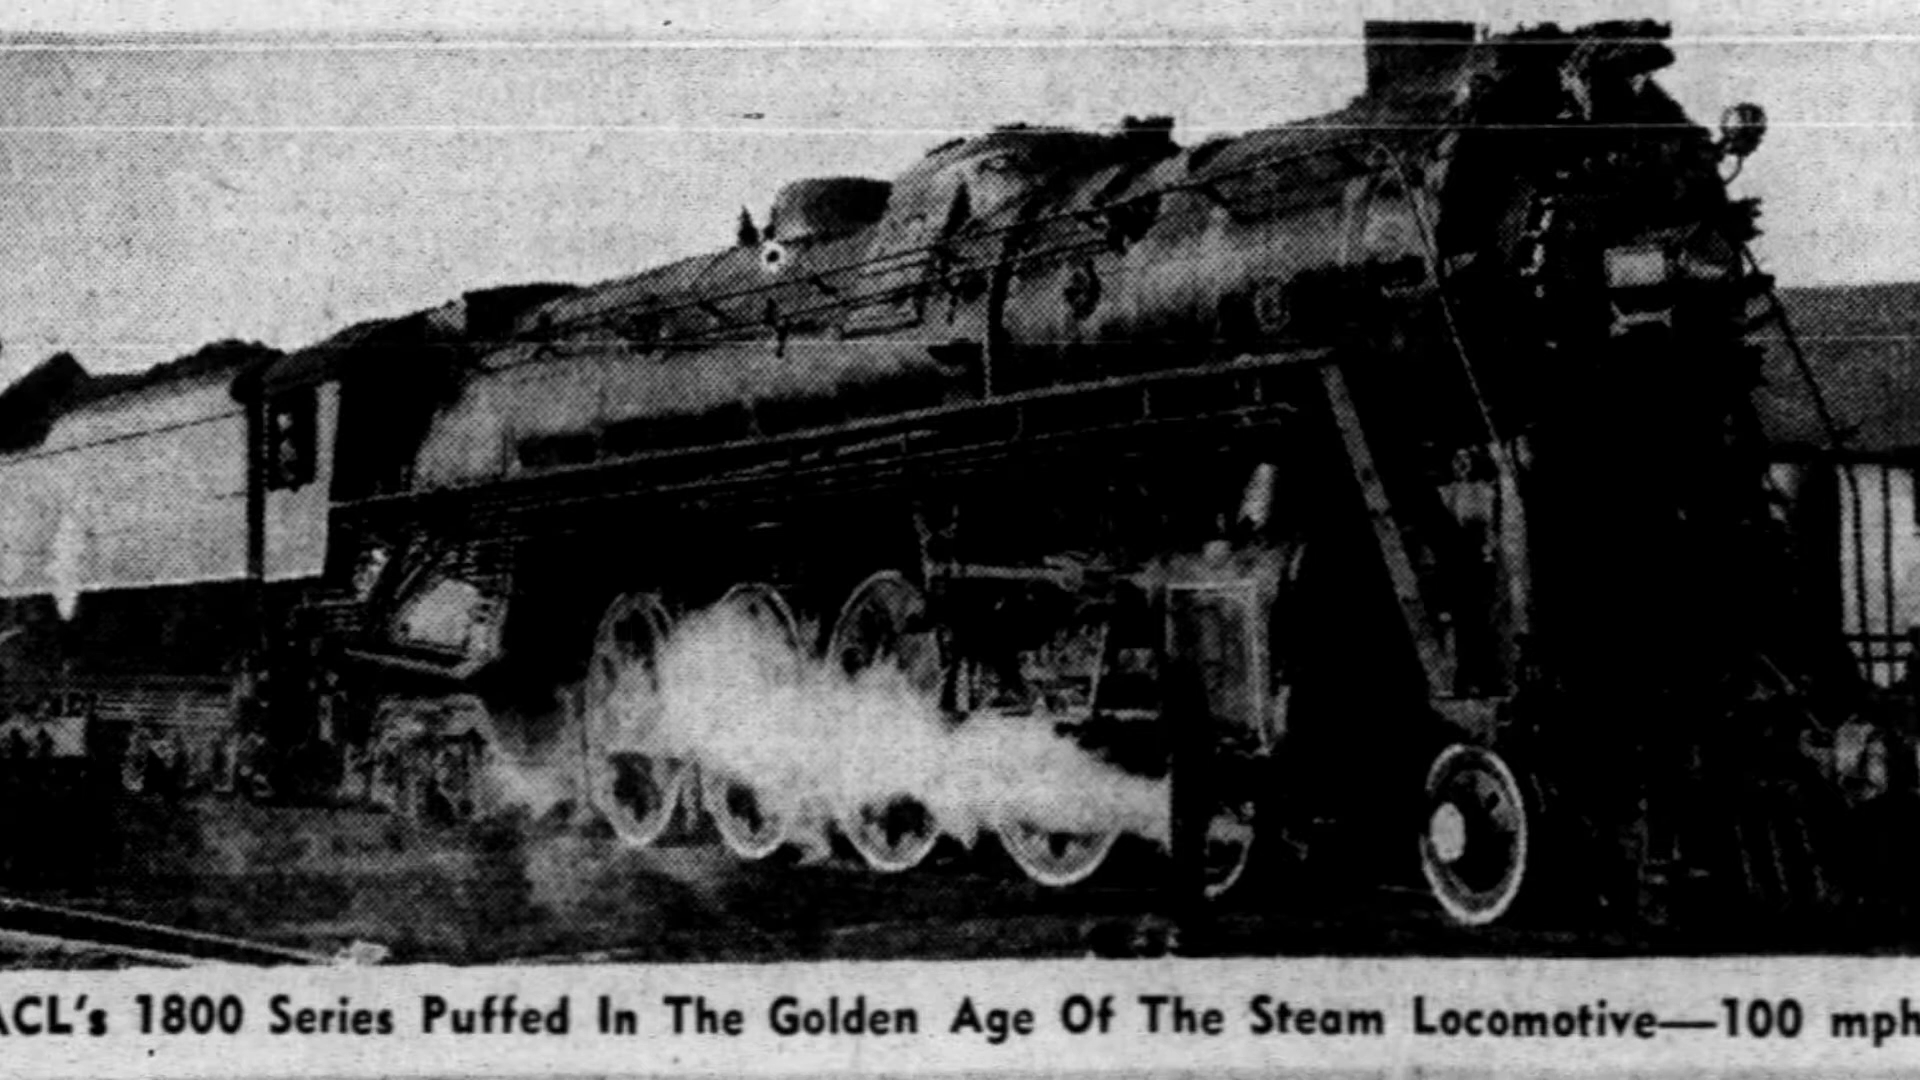 ACL's 1800 Series Puffed In The Golden Age Of The Steam Locomotive—100 mph